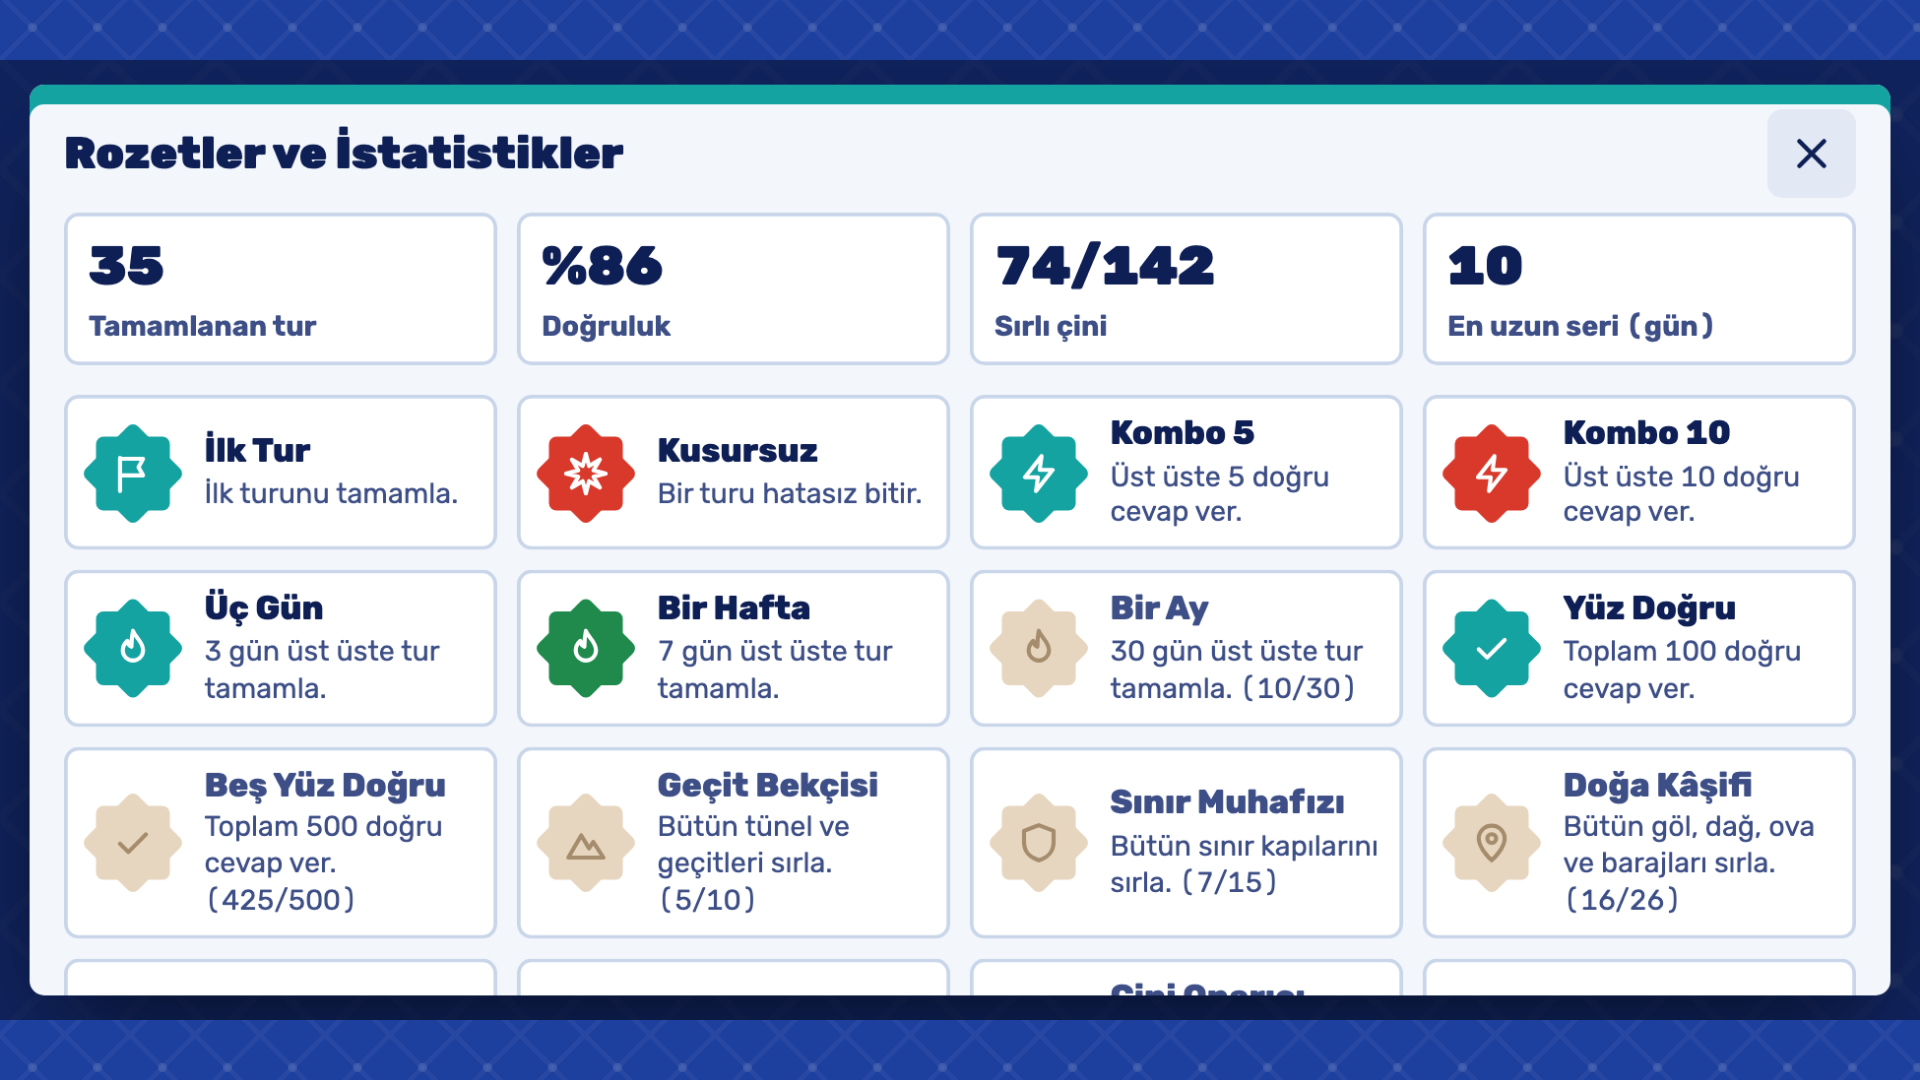 Rozetler ve İstatistikler
35
Tamamlanan tur
%86
Doğruluk
74/142
Sırlı çini
10
En uzun seri (gün)
İlk Tur
İlk turunu tamamla.
Kusursuz
Bir turu hatasız bitir.
Kombo 5
Üst üste 5 doğru
cevap ver.
Kombo 10
Üst üste 10 doğru
cevap ver.
Üç Gün
3 gün üst üste tur
tamamla.
Bir Hafta
7 gün üst üste tur
tamamla.
Bir Ay
30 gün üst üste tur
tamamla. (10/30)
Yüz Doğru
Toplam 100 doğru
cevap ver.
Beş Yüz Doğru
Toplam 500 doğru
cevap ver.
(425/500)
Geçit Bekçisi
Bütün tünel ve
geçitleri sırla.
(5/10)
Sınır Muhafızı
Bütün sınır kapılarını
sırla. (7/15)
Doğa Kâşifi
Bütün göl, dağ, ova
ve barajları sırla.
(16/26)